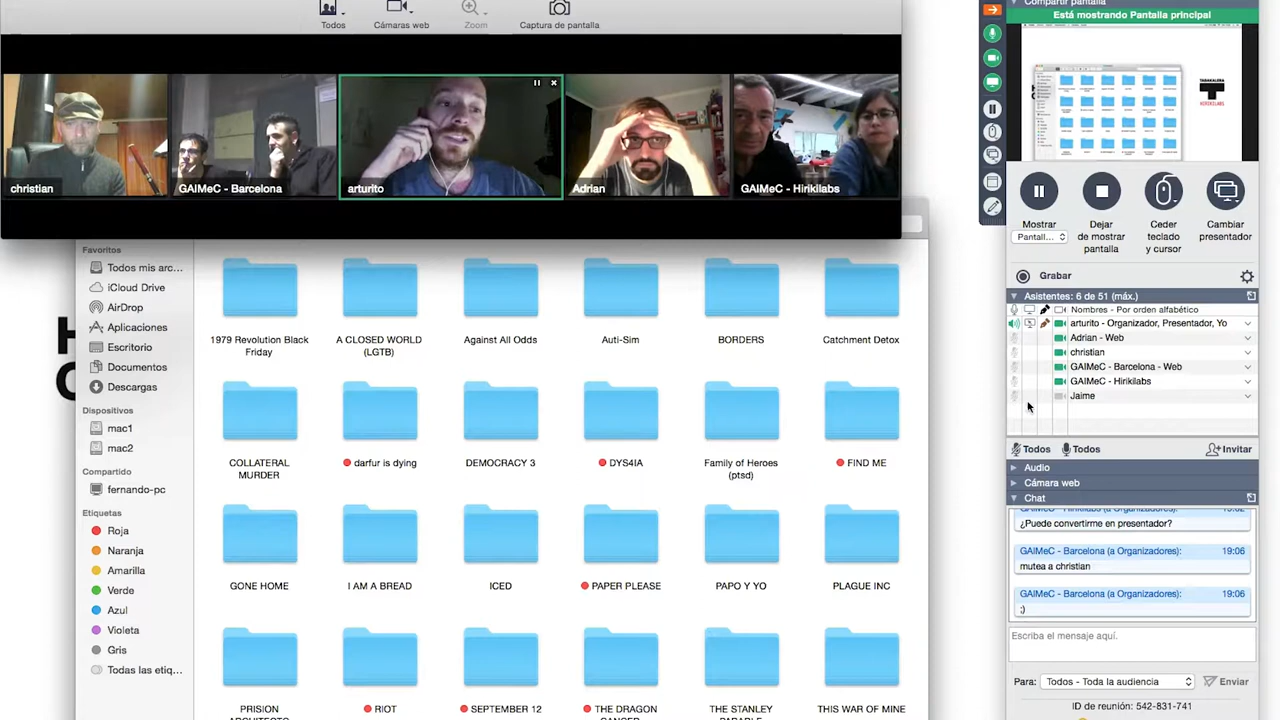 Todos
Cámaras web
Zoom
Captura de pantalla
christian
GAIMeC - Barcelona
arturito
Adrian
GAIMeC - Hirikilabs
Favoritos
Todos mis arc...
iCloud Drive
AirDrop
Aplicaciones
Escritorio
Documentos
Descargas
Dispositivos
mac1
mac2
Compartido
fernando-pc
Etiquetas
Roja
Naranja
Amarilla
Verde
Azul
Violeta
Gris
Todas las etiq...
1979 Revolution Black
Friday
A CLOSED WORLD
(LGTB)
Against All Odds
Auti-Sim
BORDERS
Catchment Detox
COLLATERAL
MURDER
darfur is dying
DEMOCRACY 3
DYS4IA
Family of Heroes
(ptsd)
FIND ME
GONE HOME
I AM A BREAD
ICED
PAPER PLEASE
PAPO Y YO
PLAGUE INC
PRISION
RIOT
SEPTEMBER 12
THE DRAGON
THE STANLEY
THIS WAR OF MINE
Compartir pantalla
Está mostrando Pantalla principal
TABAKALERA
HIRIKILABS
Mostrar
Pantall...
Dejar
de mostrar
pantalla
Ceder
teclado
y cursor
Cambiar
presentador
Grabar
Asistentes: 6 de 51 (máx.)
Nombres - Por orden alfabético
arturito - Organizador, Presentador, Yo
Adrian - Web
christian
GAIMeC - Barcelona - Web
GAIMeC - Hirikilabs
Jaime
Todos
Todos
Invitar
Audio
Cámara web
Chat
GAIMeC - Hirikilabs (a Organizadores):
¿Puede convertirme en presentador?
GAIMeC - Barcelona (a Organizadores): 19:06
mutea a christian
GAIMeC - Barcelona (a Organizadores): 19:06
;)
Escriba el mensaje aquí.
Para: Todos - Toda la audiencia
Enviar
ID de reunión: 542-831-741